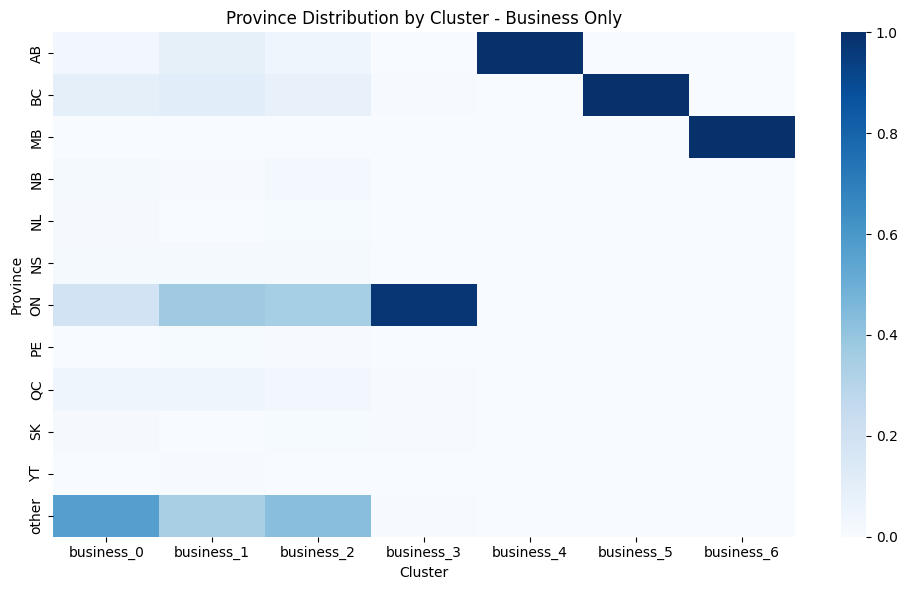 Province Distribution by Cluster - Business Only
Province
AB
BC
MB
NB
NL
NS
ON
PE
QC
SK
YT
other
business_0 business_1 business_2 business_3 business_4 business_5 business_6
Cluster
1.0
0.8
0.6
0.4
0.2
0.0